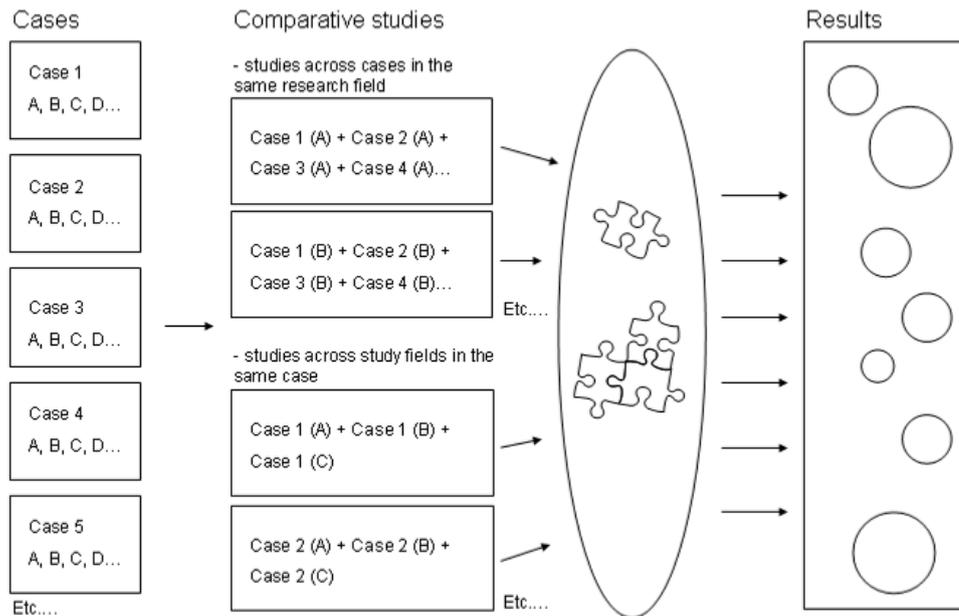 Cases
Case 1
A, B, C, D...
Case 2
A, B, C, D...
Case 3
A, B, C, D...
Case 4
A, B, C, D...
Case 5
A, B, C, D...
Etc....
Comparative studies
- studies across cases in the
same research field
Case 1 (A) + Case 2 (A) +
Case 3 (A) + Case 4 (A)...
Case 1 (B) + Case 2 (B) +
Case 3 (B) + Case 4 (B)...
Etc....
- studies across study fields in the
same case
Case 1 (A) + Case 1 (B) +
Case 1 (C)
Case 2 (A) + Case 2 (B) +
Case 2 (C)
Etc....
Results